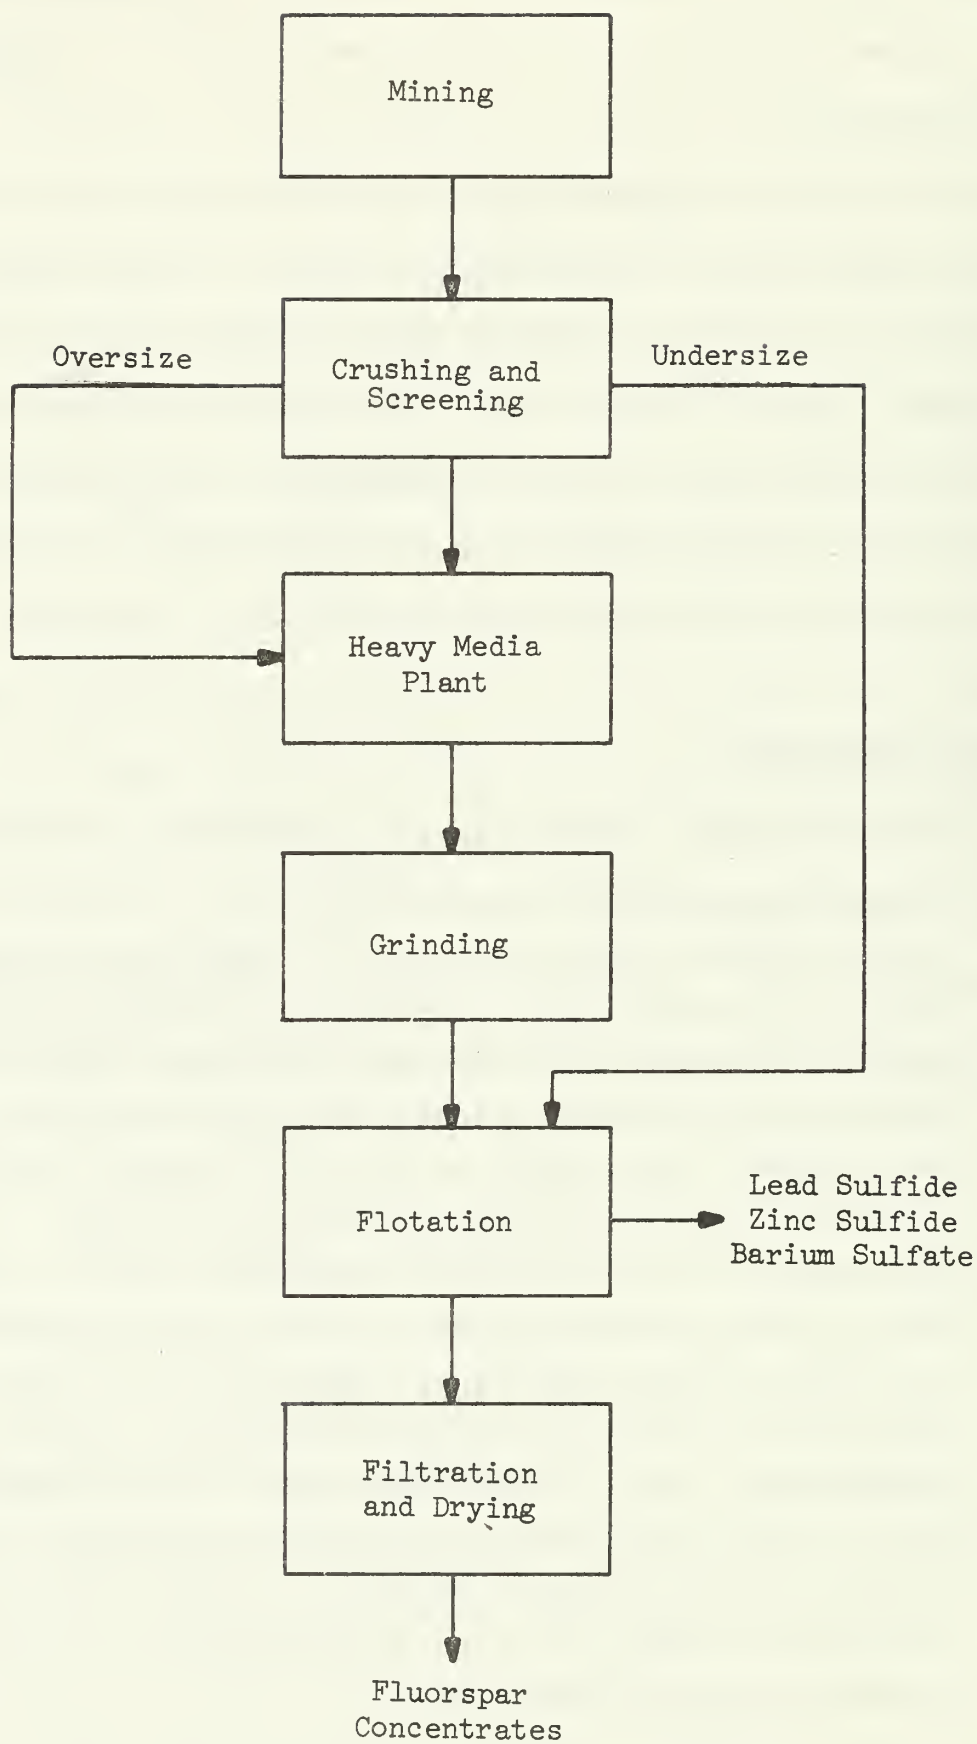 Mining
Oversize
Undersize
Crushing and
Screening
Heavy Media
Plant
Grinding
Flotation
Lead Sulfide
Zinc Sulfide
Barium Sulfate
Filtration
and Drying
Fluorspar
Concentrates